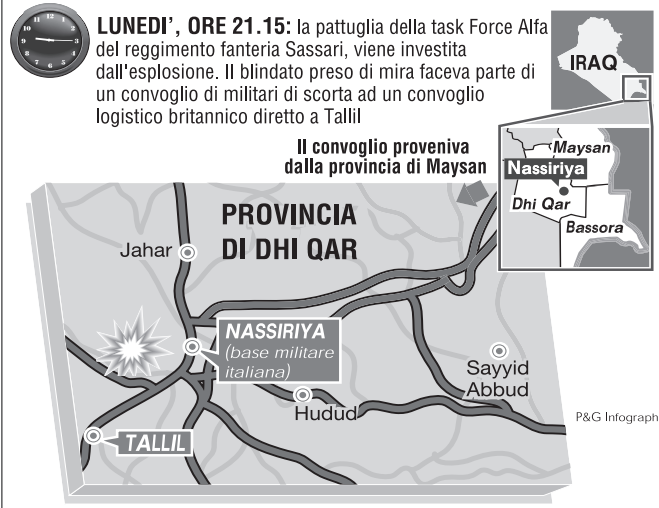 LUNEDI', ORE 21.15: la pattuglia della task Force Alfa
del reggimento fanteria Sassari, viene investita
dall'esplosione. Il blindato preso di mira faceva parte di
un convoglio di militari di scorta ad un convoglio
logistico britannico diretto a Tallil
IRAQ
Il convoglio proveniva
dalla provincia di Maysan
Maysan
Nassiriya
Dhi Qar
Bassora
PROVINCIA
DI DHI QAR
Jahar
NASSIRIYA
(base militare
italiana)
Sayyid
Abbud
Hudud
TALLIL
P&G Infograph